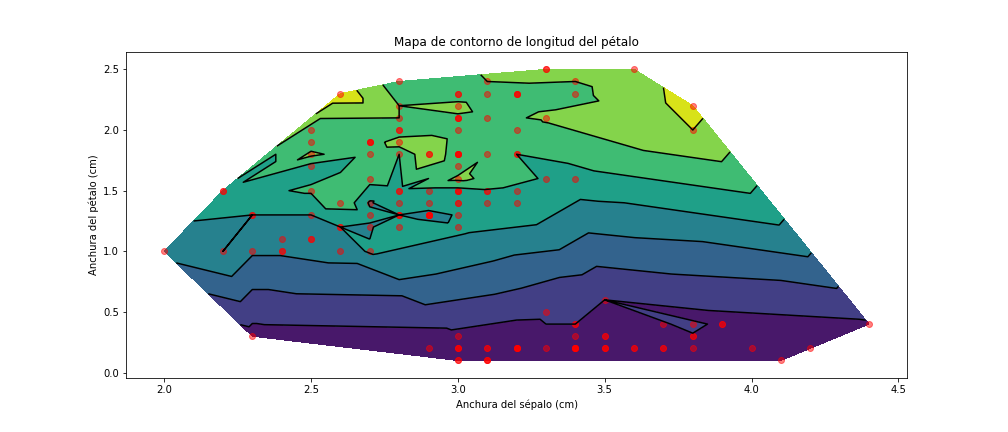 Mapa de contorno de longitud del pétalo
Anchura del pétalo (cm)
2.5
2.0
1.5
1.0
0.5
0.0
2.0 2.5 3.0 3.5 4.0 4.5
Anchura del sépalo (cm)